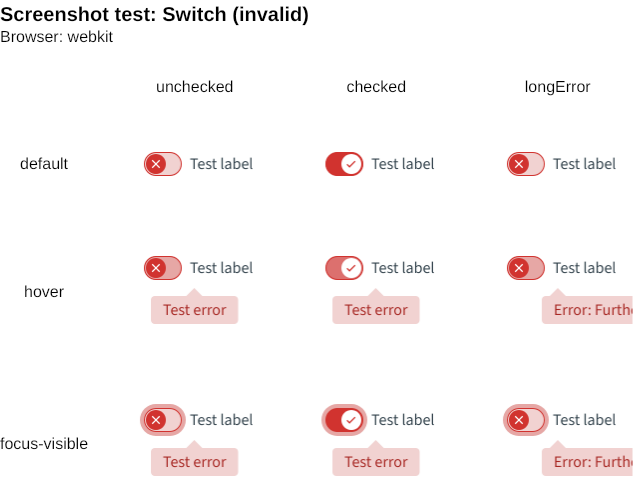 Screenshot test: Switch (invalid)
Browser: webkit
unchecked checked longError
default Test label Test label Test label
Test label Test label Test label
hover
Test error Test error Error: Furthe
Test label Test label Test label
focus-visible
Test error Test error Error: Furthe